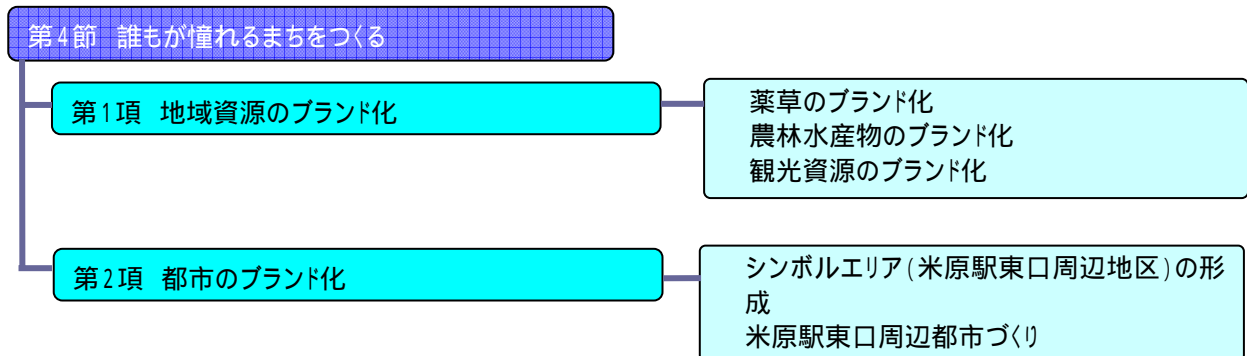 第4節 誰もが憧れるまちをつくる
第1項 地域資源のブランド化
薬草のブランド化
農林水産物のブランド化
観光資源のブランド化
第2項 都市のブランド化
シンボルエリア(米原駅東口周辺地区)の形
成
米原駅東口周辺都市づくり